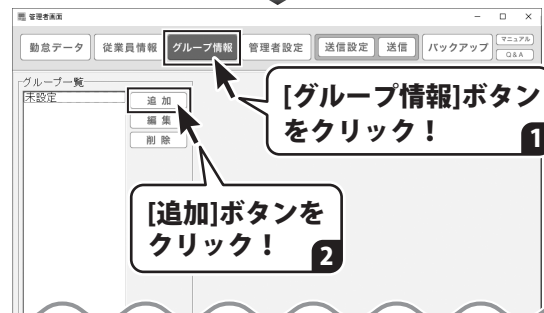 管理者画面
勤怠データ 従業員情報 グループ情報 管理者設定 送信設定 送信 バックアップ マニュアル
Q&A
グループ一覧
未設定
追 加
編 集
削 除
[グループ情報]ボタン
をクリック！
1
[追加]ボタンを
クリック！
2